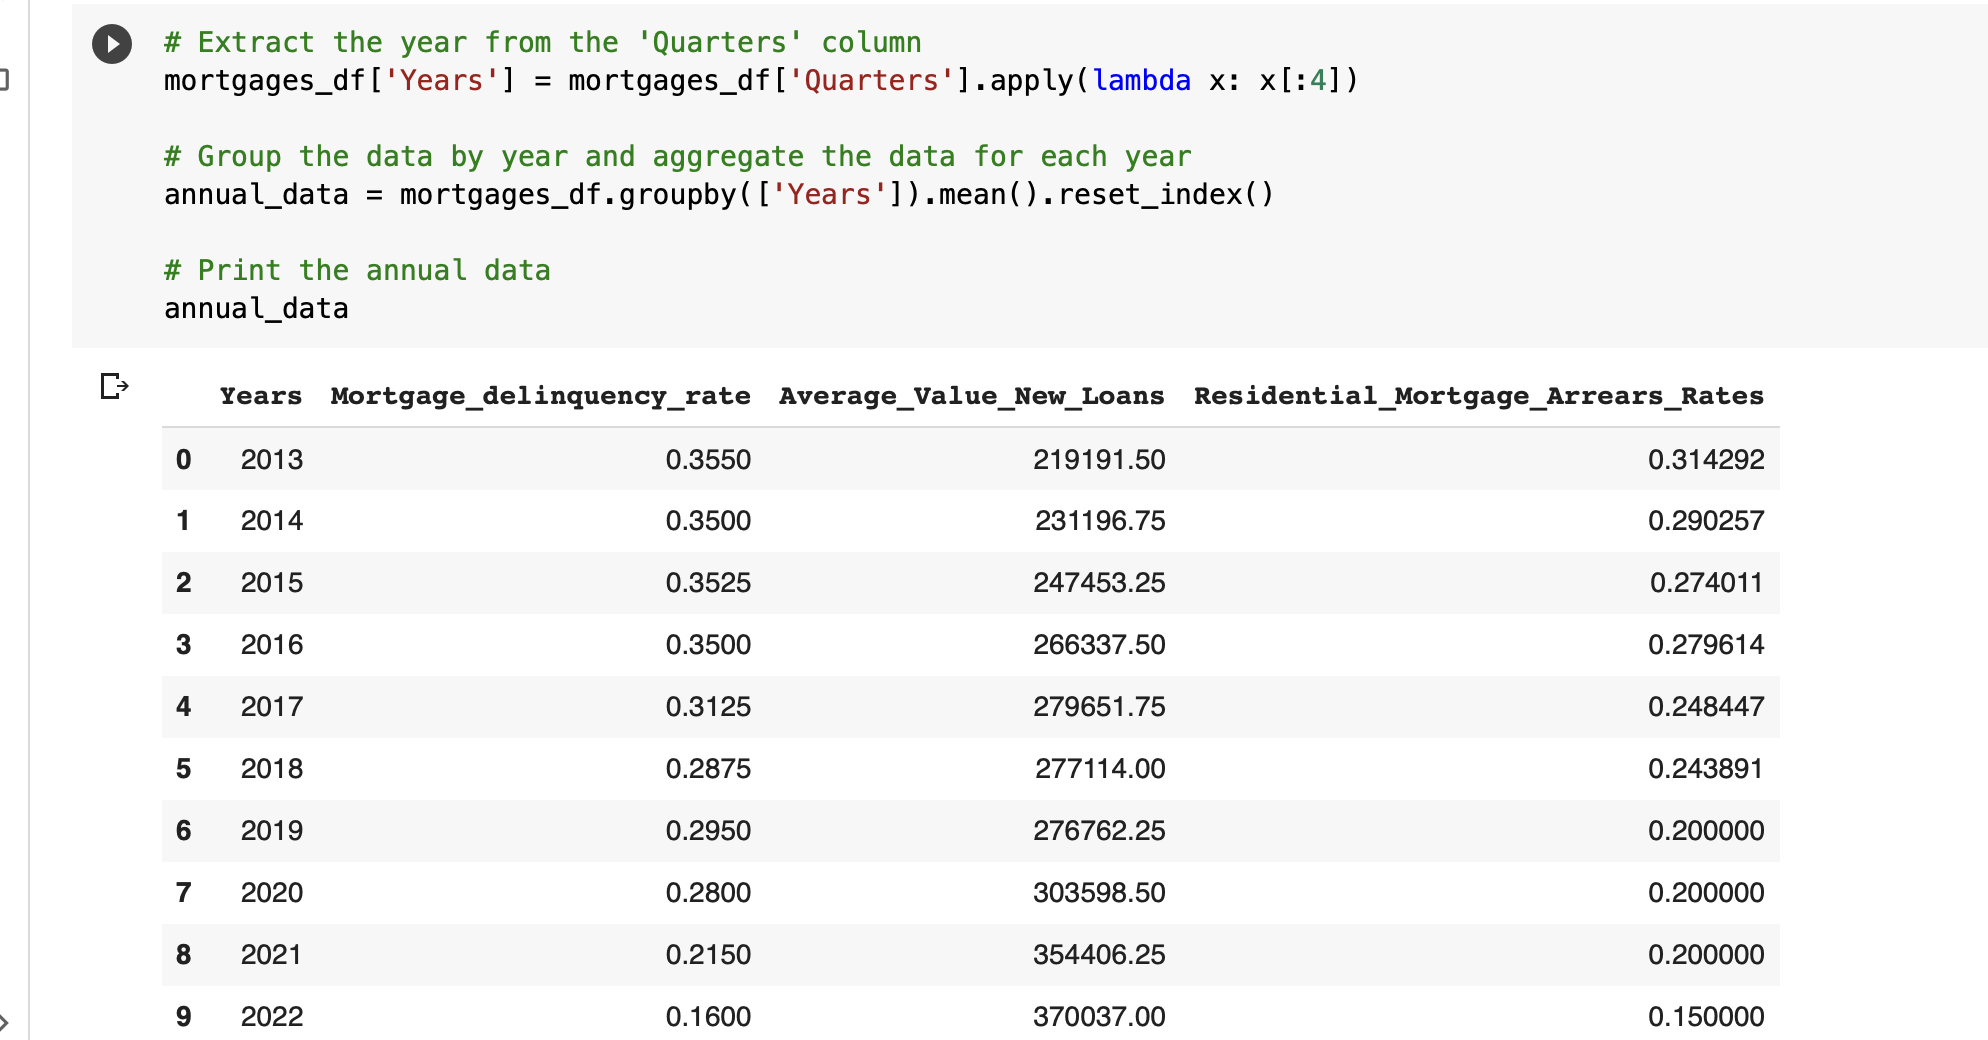 # Extract the year from the 'Quarters' column
mortgages_df['Years'] = mortgages_df['Quarters'].apply(lambda x: x[:4])
# Group the data by year and aggregate the data for each year
annual_data = mortgages_df.groupby(['Years']).mean().reset_index()
# Print the annual data
annual_data
Years Mortgage_delinquency_rate Average_Value_New_Loans Residential_Mortgage_Arrears_Rates
0 2013 0.3550 219191.50 0.314292
1 2014 0.3500 231196.75 0.290257
2 2015 0.3525 247453.25 0.274011
3 2016 0.3500 266337.50 0.279614
4 2017 0.3125 279651.75 0.248447
5 2018 0.2875 277114.00 0.243891
6 2019 0.2950 276762.25 0.200000
7 2020 0.2800 303598.50 0.200000
8 2021 0.2150 354406.25 0.200000
9 2022 0.1600 370037.00 0.150000